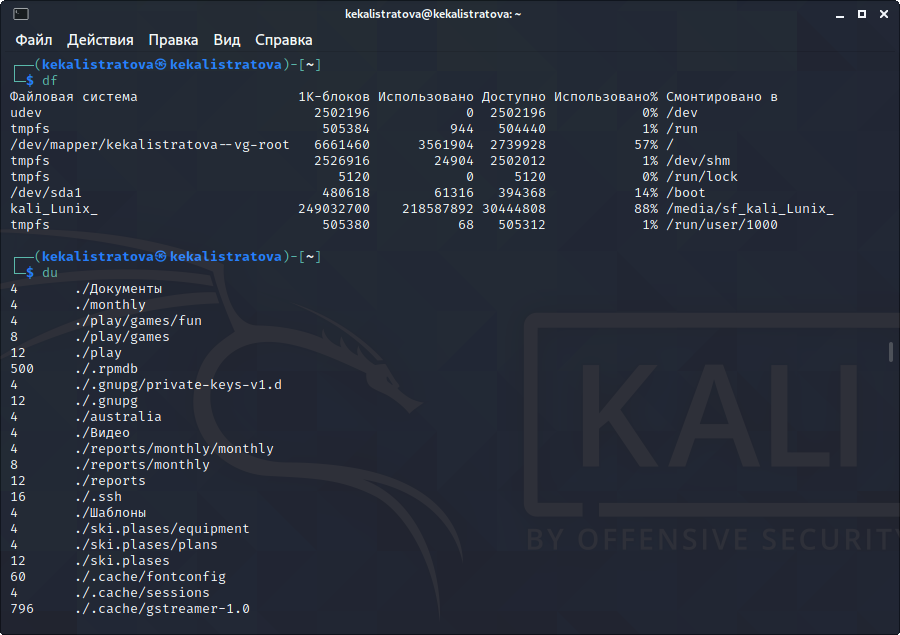 kekalistratova@kekalistratova: ~
Файл Действия Правка Вид Справка
┌──(kekalistratova㉿kekalistratova)-[~]
└─$ df
Файловая система 1K-блоков Использовано Доступно Использовано% Смонтировано в
udev 2502196 0 2502196 0% /dev
tmpfs 505384 944 504440 1% /run
/dev/mapper/kekalistratova--vg-root 6661460 3561904 2739928 57% /
tmpfs 2526916 24904 2502012 1% /dev/shm
tmpfs 5120 0 5120 0% /run/lock
/dev/sda1 480618 61316 394368 14% /boot
kali_Lunix_ 249032700 218587892 30444808 88% /media/sf_kali_Lunix_
tmpfs 505380 68 505312 1% /run/user/1000
┌──(kekalistratova㉿kekalistratova)-[~]
└─$ du
4 ./Документы
4 ./monthly
4 ./play/games/fun
8 ./play/games
12 ./play
500 ./.rpmdb
4 ./.gnupg/private-keys-v1.d
12 ./.gnupg
4 ./australia
4 ./Видео
4 ./reports/monthly/monthly
8 ./reports/monthly
12 ./reports
16 ./.ssh
4 ./Шаблоны
4 ./ski.plases/equipment
4 ./ski.plases/plans
12 ./ski.plases
60 ./.cache/fontconfig
4 ./.cache/sessions
796 ./.cache/gstreamer-1.0
KALI
BY OFFENSIVE SECURITY